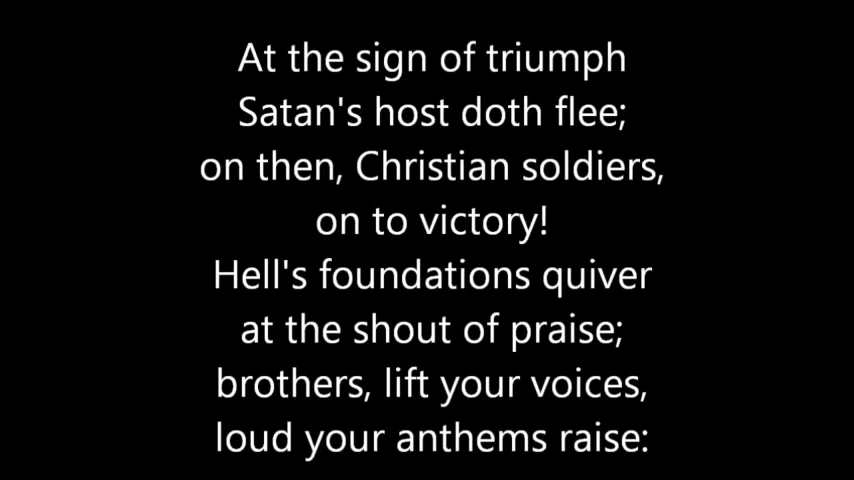 At the sign of triumph
Satan's host doth flee;
on then, Christian soldiers,
on to victory!
Hell's foundations quiver
at the shout of praise;
brothers, lift your voices,
loud your anthems raise: